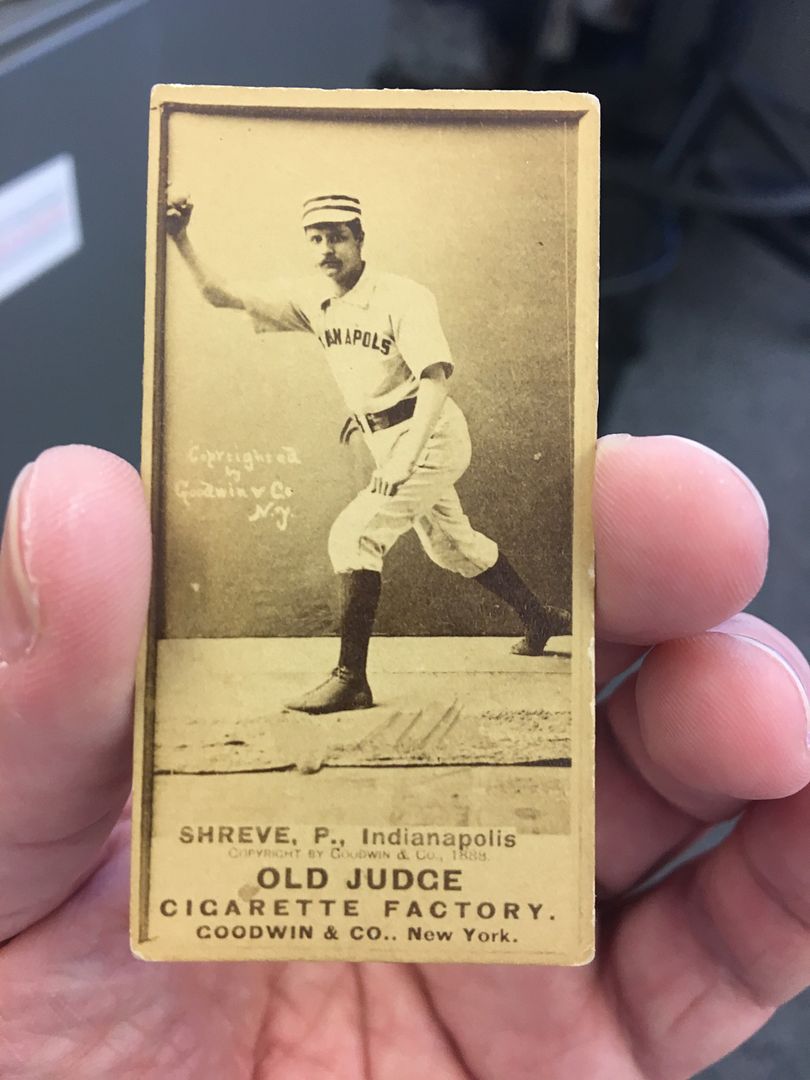 ANAPOLS
Copyrighted
by
Goodwin & Co
N.Y.
SHREVE, P., Indianapolis
COPYRIGHT BY GOODWIN & CO., 1888.
OLD JUDGE
CIGARETTE FACTORY.
GOODWIN & CO., New York.